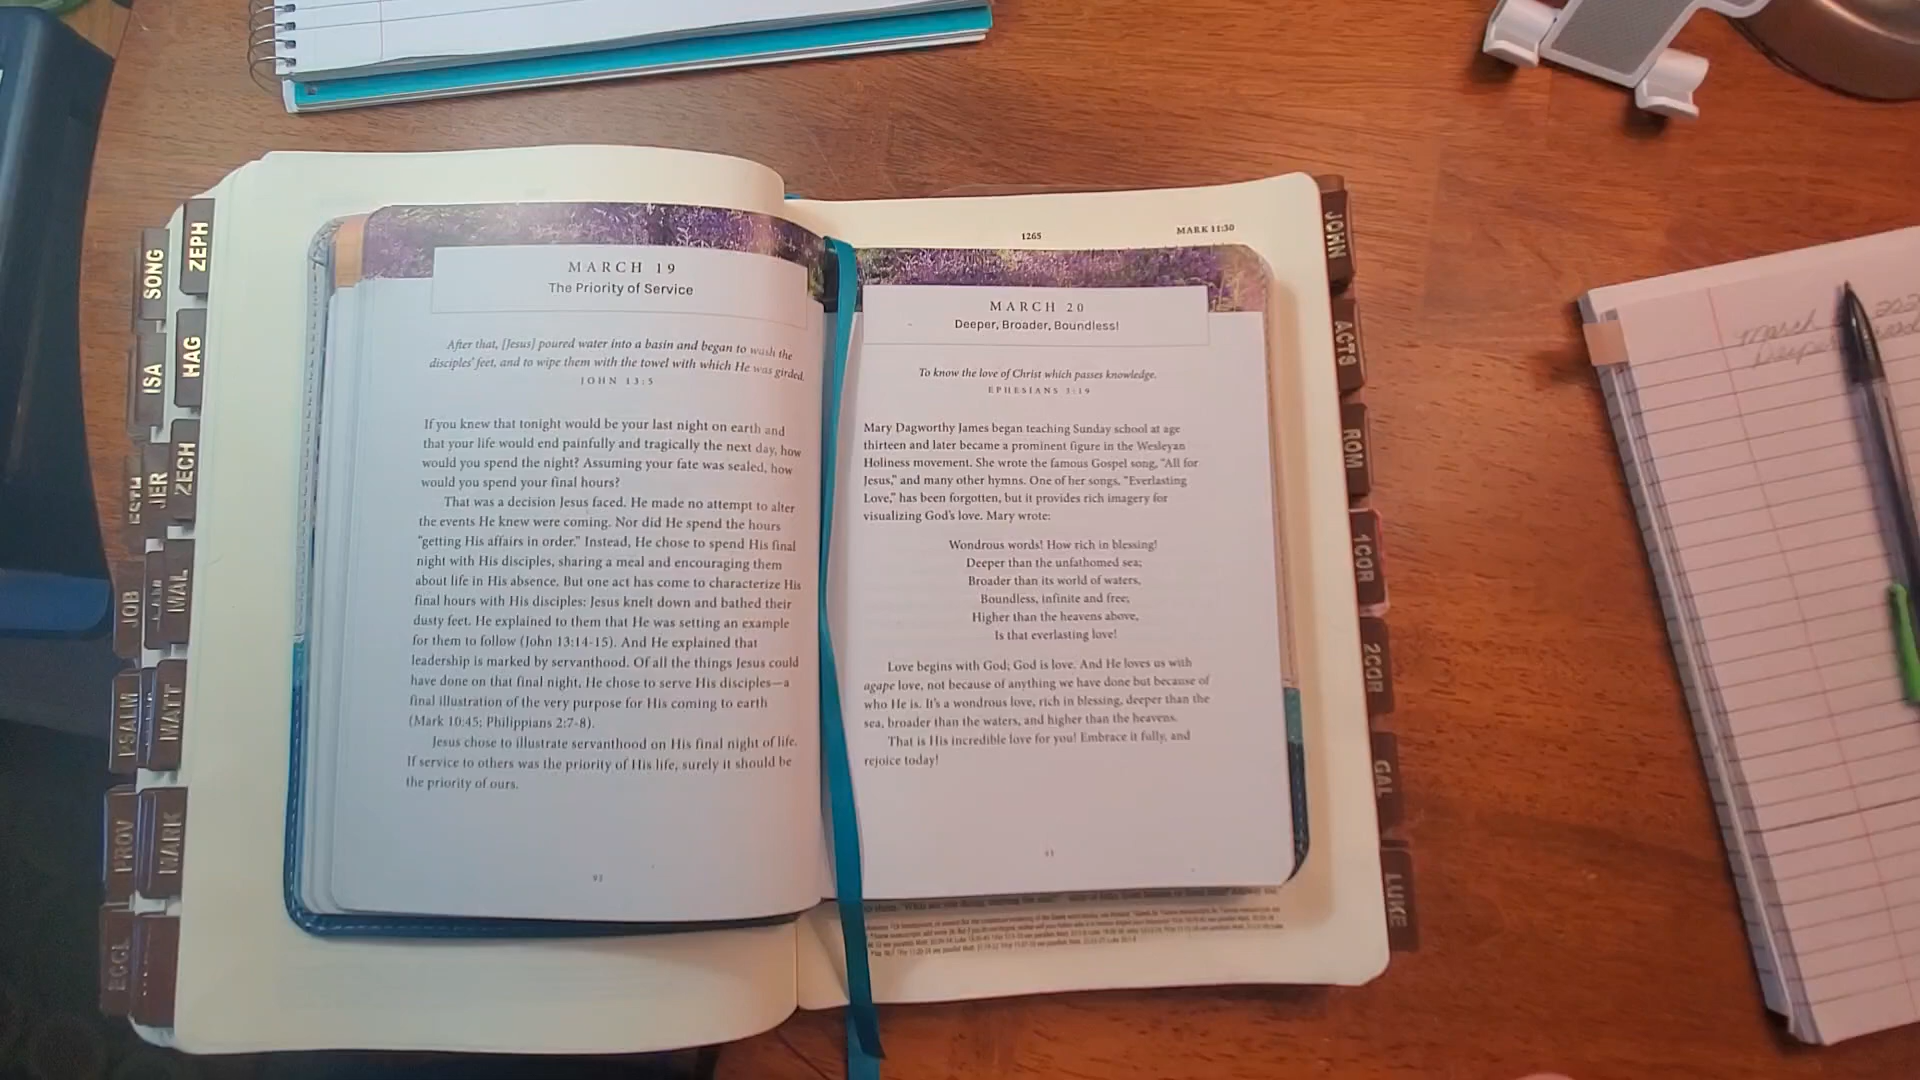 MARCH 19
The Priority of Service
After that, [Jesus] poured water into a basin and began to wash the
disciples' feet, and to wipe them with the towel with which He was girded.
JOHN 13:5
If you knew that tonight would be your last night on earth and
that your life would end painfully and tragically the next day, how
would you spend the night? Assuming your fate was sealed, how
would you spend your final hours?
That was a decision Jesus faced. He made no attempt to alter
the events He knew were coming. Nor did He spend the hours
"getting His affairs in order." Instead, He chose to spend His final
night with His disciples, sharing a meal and encouraging them
about life in His absence. But one act has come to characterize His
final hours with His disciples: Jesus knelt down and bathed their
dusty feet. He explained to them that He was setting an example
for them to follow (John 13:14-15). And He explained that
leadership is marked by servanthood. Of all the things Jesus could
have done on that final night, He chose to serve His disciples—a
final illustration of the very purpose for His coming to earth
(Mark 10:45; Philippians 2:7-8).
Jesus chose to illustrate servanthood on His final night of life.
If service to others was the priority of His life, surely it should be
the priority of ours.
1265
MARK 11:30
MARCH 20
Deeper, Broader, Boundless!
To know the love of Christ which passes knowledge.
EPHESIANS 3:19
Mary Dagworthy James began teaching Sunday school at age
thirteen and later became a prominent figure in the Wesleyan
Holiness movement. She wrote the famous Gospel song, "All for
Jesus," and many other hymns. One of her songs, "Everlasting
Love," has been forgotten, but it provides rich imagery for
visualizing God's love. Mary wrote:
Wondrous words! How rich in blessing!
Deeper than the unfathomed sea;
Broader than its world of waters,
Boundless, infinite and free;
Higher than the heavens above,
Is that everlasting love!
Love begins with God; God is love. And He loves us with
agape love, not because of anything we have done but because of
who He is. It's a wondrous love, rich in blessing, deeper than the
sea, broader than the waters, and higher than the heavens.
That is His incredible love for you! Embrace it fully, and
rejoice today!
SONG
ISA
JER
ESTH
JOB
PSALM
PROV
ECCL
ZEPH
HAG
ZECH
MAL
MATT
MARK
JOHN
ACTS
ROM
1COR
2COR
GAL
LUKE
March